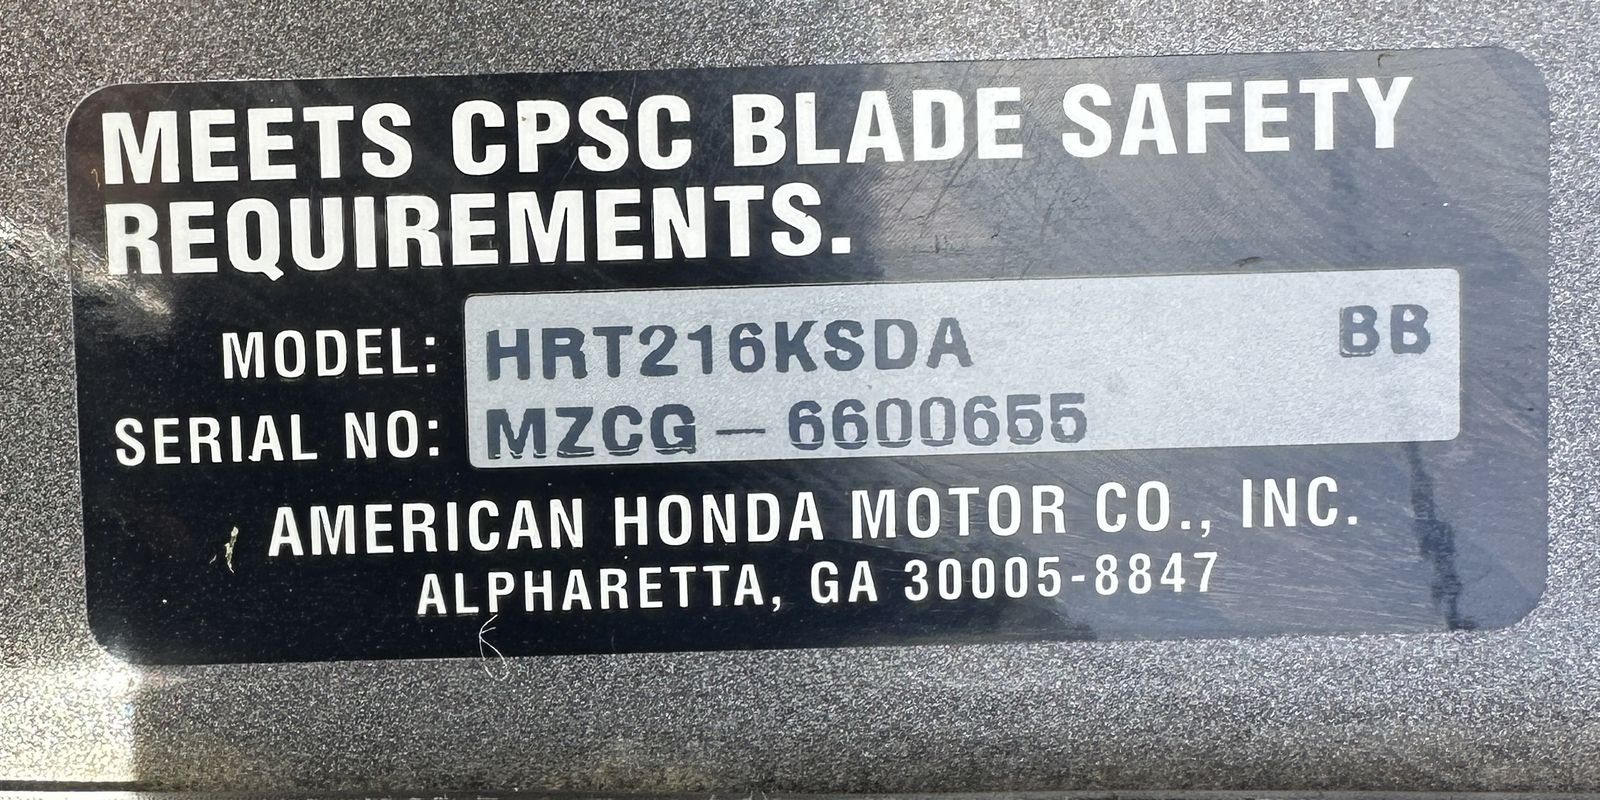 MEETS CPSC BLADE SAFETY
REQUIREMENTS.
MODEL: HRT216KSDA BB
SERIAL NO: MZCG – 6600655
AMERICAN HONDA MOTOR CO., INC.
ALPHARETTA, GA 30005-8847